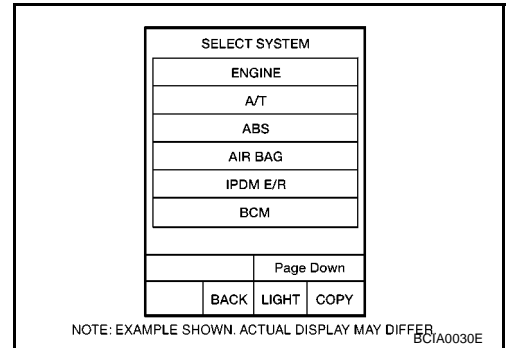 SELECT SYSTEM
ENGINE
A/T
ABS
AIR BAG
IPDM E/R
BCM
Page Down
BACK LIGHT COPY
NOTE: EXAMPLE SHOWN. ACTUAL DISPLAY MAY DIFFER.
BCIA0030E